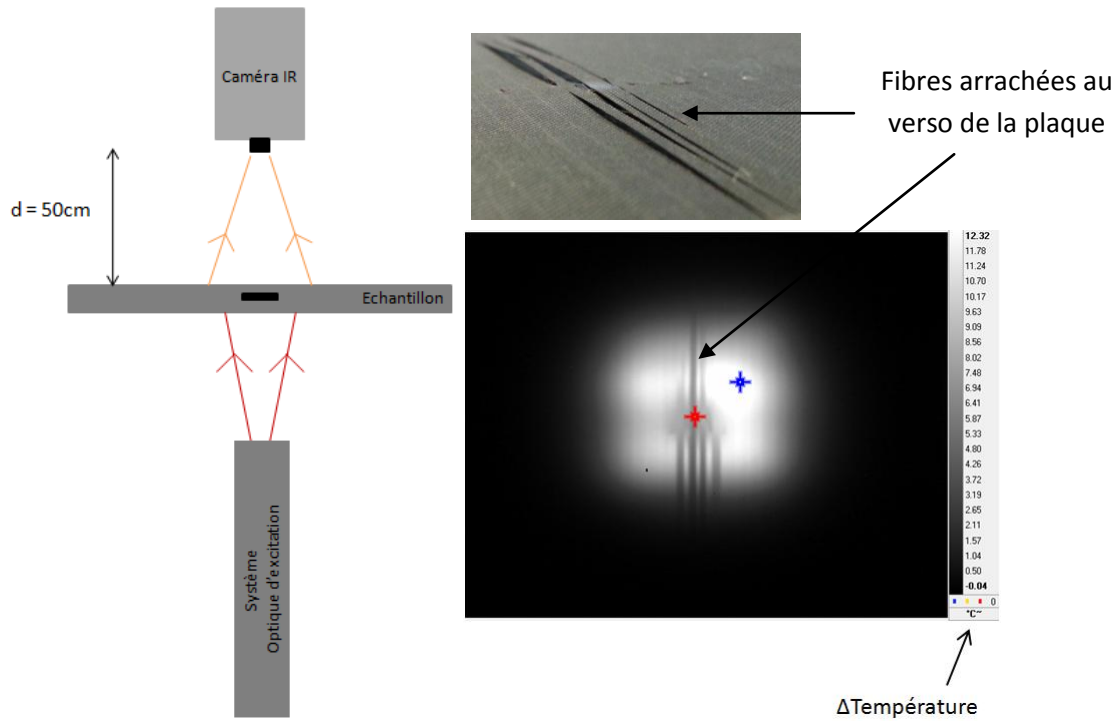 Caméra IR
d = 50cm
Echantillon
Système
Optique d'excitation
Fibres arrachées au
verso de la plaque
12.32
11.78
11.24
10.70
10.17
9.63
9.09
8.56
8.02
7.48
6.94
6.41
5.87
5.33
4.80
4.26
3.72
3.19
2.65
2.11
1.57
1.04
0.50
-0.04
0
°C~
ΔTempérature